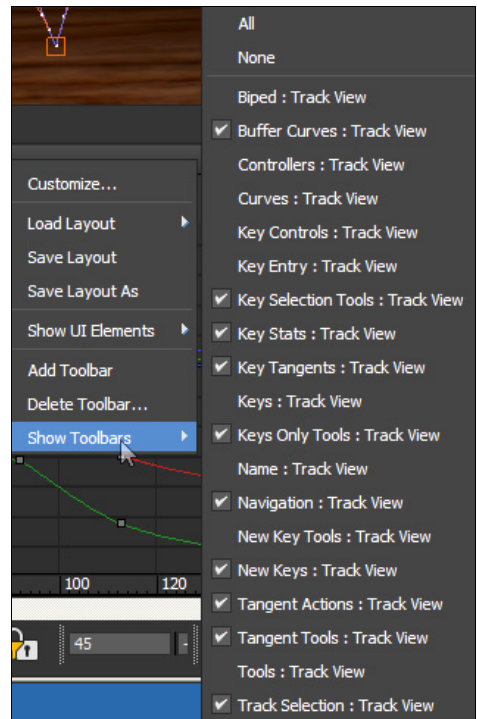 Customize...
Load Layout
Save Layout
Save Layout As
Show UI Elements
Add Toolbar
Delete Toolbar...
Show Toolbars
All
None
Biped : Track View
Buffer Curves : Track View
Controllers : Track View
Curves : Track View
Key Controls : Track View
Key Entry : Track View
Key Selection Tools : Track View
Key Stats : Track View
Key Tangents : Track View
Keys : Track View
Keys Only Tools : Track View
Name : Track View
Navigation : Track View
New Key Tools : Track View
New Keys : Track View
Tangent Actions : Track View
Tangent Tools : Track View
Tools : Track View
Track Selection : Track View
100 120
45